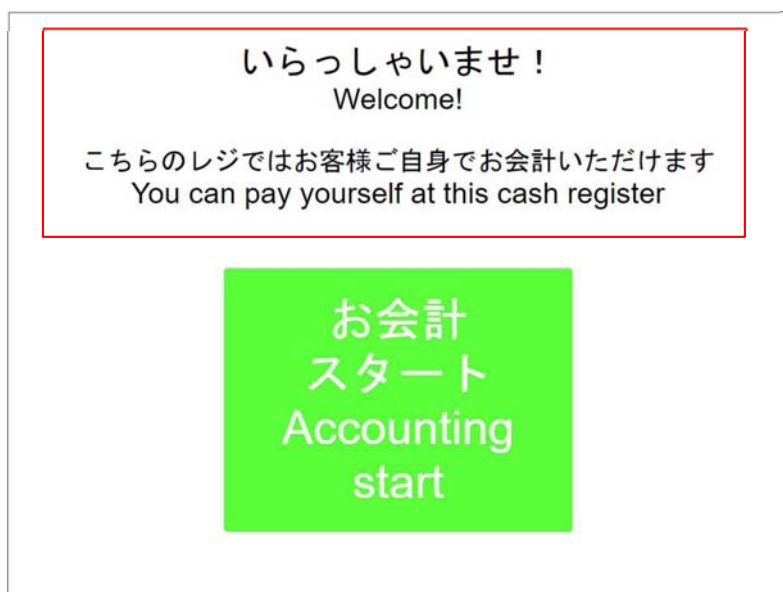 いらっしゃいませ！
Welcome!
こちらのレジではお客様ご自身でお会計いただけます
You can pay yourself at this cash register
お会計
スタート
Accounting
start